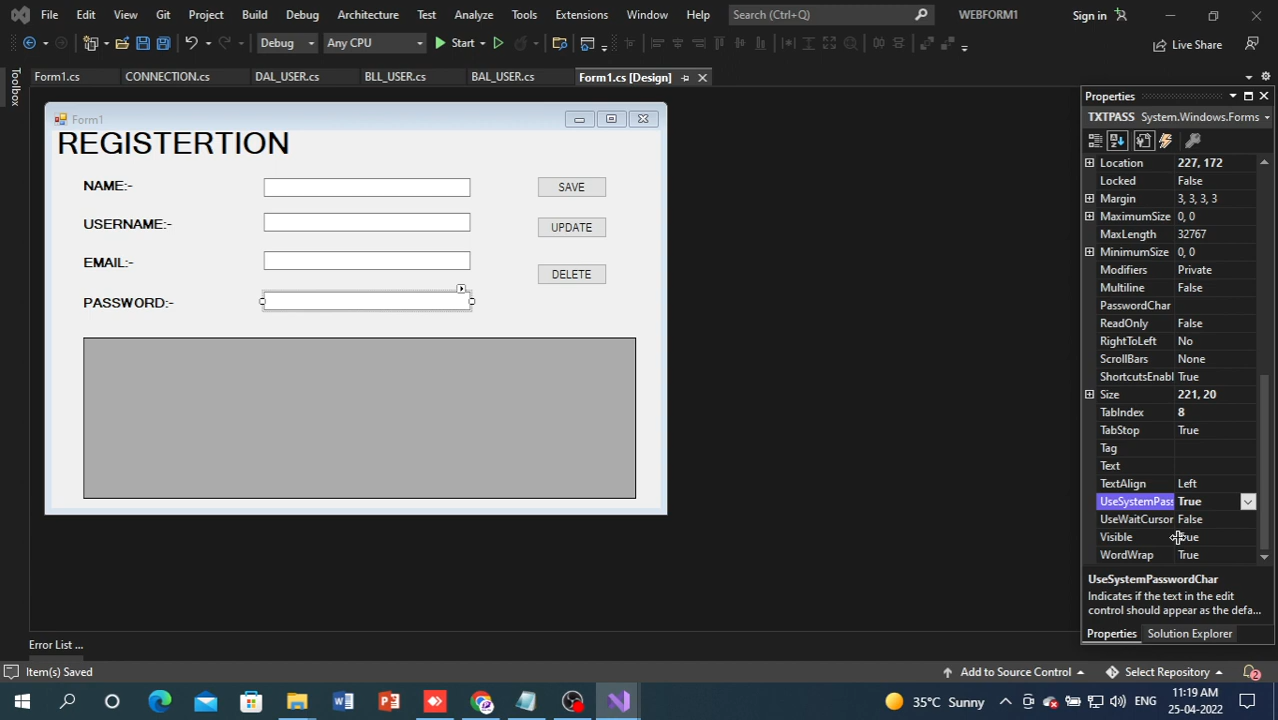 File Edit View Git Project Build Debug Architecture Test Analyze Tools Extensions Window Help Search (Ctrl+Q) WEBFORM1 Sign in
Debug Any CPU Start Live Share
Form1.cs CONNECTION.cs DAL_USER.cs BLL_USER.cs BAL_USER.cs Form1.cs [Design]
Toolbox
Properties
TXTPASS System.Windows.Forms
Form1
REGISTERTION
NAME:- SAVE
USERNAME:- UPDATE
EMAIL:- DELETE
PASSWORD:-
Location 227, 172
Locked False
Margin 3, 3, 3, 3
MaximumSize 0, 0
MaxLength 32767
MinimumSize 0, 0
Modifiers Private
Multiline False
PasswordChar
ReadOnly False
RightToLeft No
ScrollBars None
ShortcutsEnabl True
Size 221, 20
TabIndex 8
TabStop True
Tag
Text
TextAlign Left
UseSystemPass True
UseWaitCursor False
Visible True
WordWrap True
UseSystemPasswordChar
Indicates if the text in the edit
control should appear as the defa...
Properties Solution Explorer
Error List ...
Item(s) Saved Add to Source Control Select Repository 2
35°C Sunny ENG 11:19 AM
25-04-2022